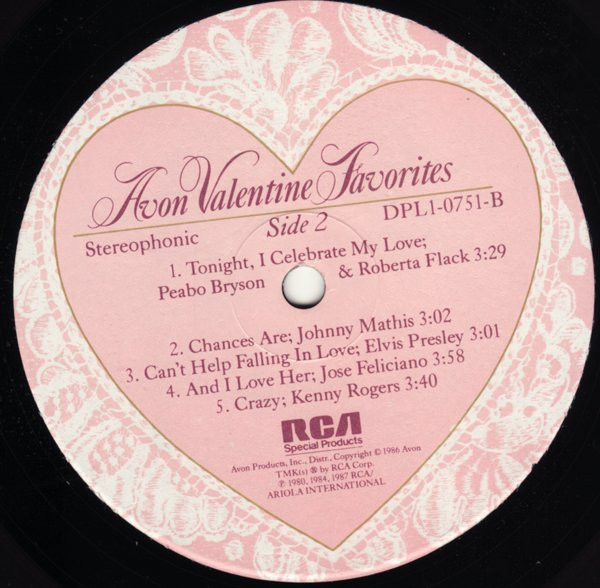 Avon Valentine Favorites
Stereophonic
Side 2
DPL1-0751-B
1. Tonight, I Celebrate My Love;
Peabo Bryson & Roberta Flack 3:29
2. Chances Are; Johnny Mathis 3:02
3. Can't Help Falling In Love; Elvis Presley 3:01
4. And I Love Her; Jose Feliciano 3:58
5. Crazy; Kenny Rogers 3:40
RCA
Special Products
Avon Products, Inc., Distr., Copyright © 1986 Avon
TMK(s) ® by RCA Corp.
℗ 1980, 1984, 1987 RCA/
ARIOLA INTERNATIONAL